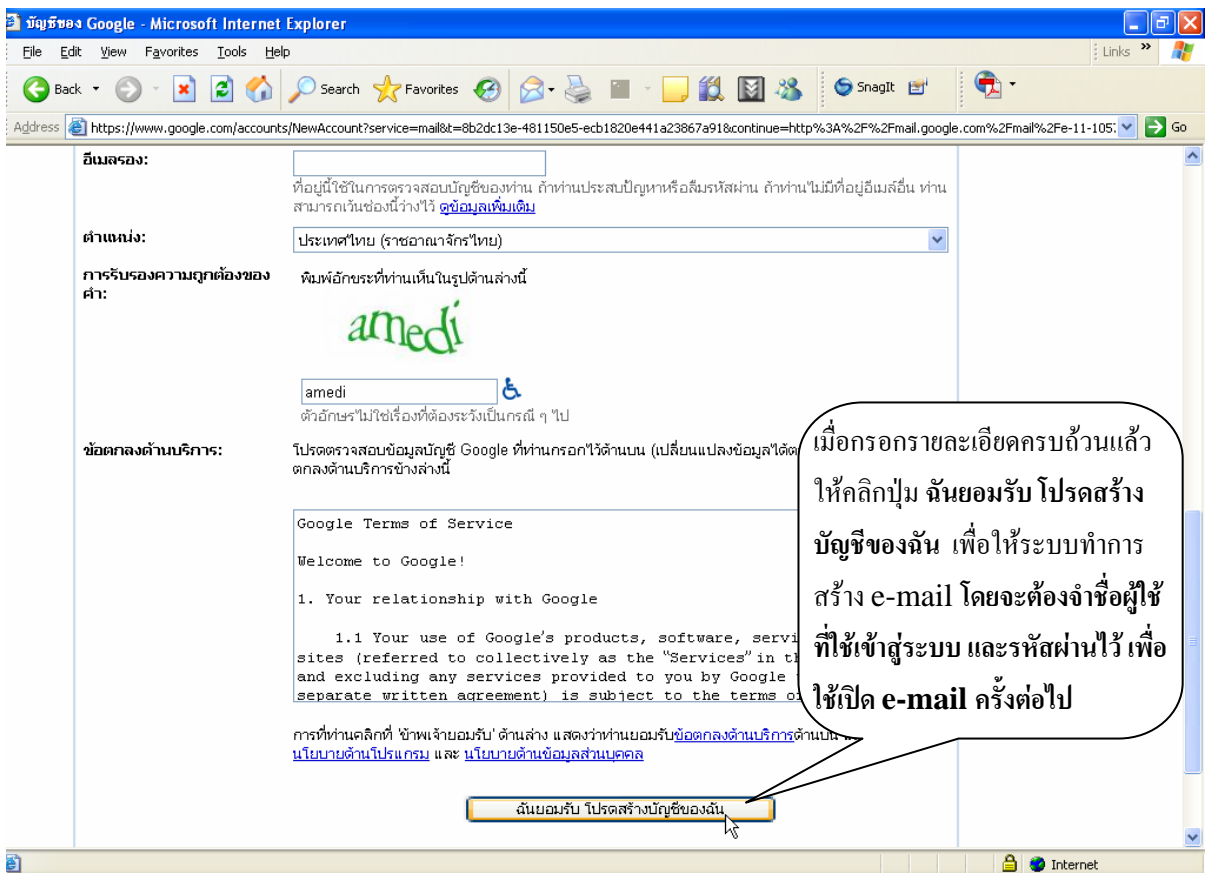 บัญชีของ Google - Microsoft Internet Explorer
File Edit View Favorites Tools Help Links »
Back Search Favorites SnagIt
Address https://www.google.com/accounts/NewAccount?service=mail&t=8b2dc13e-481150e5-ecb1820e441a23867a91&continue=http%3A%2F%2Fmail.google.com%2Fmail%2Fe-11-105: Go
อีเมลรอง:
ที่อยู่นี้ใช้ในการตรวจสอบบัญชีของท่าน ถ้าท่านประสบปัญหาหรือลืมรหัสผ่าน ถ้าท่านไม่มีที่อยู่อีเมล์อื่น ท่าน
สามารถเว้นช่องนี้ว่างไว้ ดูข้อมูลเพิ่มเติม
ตำแหน่ง:
ประเทศไทย (ราชอาณาจักรไทย)
การรับรองความถูกต้องของ
คำ:
พิมพ์อักขระที่ท่านเห็นในรูปด้านล่างนี้
amedi
amedi
ตัวอักษรไม่ใช่เรื่องที่ต้องระวังเป็นกรณี ๆ ไป
ข้อตกลงด้านบริการ:
โปรดตรวจสอบข้อมูลบัญชี Google ที่ท่านกรอกไว้ด้านบน (เปลี่ยนแปลงข้อมูลได้
ตกลงด้านบริการข้างล่างนี้
Google Terms of Service
Welcome to Google!
1. Your relationship with Google
1.1 Your use of Google's products, software, servi
sites (referred to collectively as the "Services" in t
and excluding any services provided to you by Google
separate written agreement) is subject to the terms o
การที่ท่านคลิกที่ 'ข้าพเจ้ายอมรับ' ด้านล่าง แสดงว่าท่านยอมรับข้อตกลงด้านบริการด้านบน
นโยบายด้านโปรแกรม และ นโยบายด้านข้อมูลส่วนบุคคล
ฉันยอมรับ โปรดสร้างบัญชีของฉัน
เมื่อกรอกรายละเอียดครบถ้วนแล้ว
ให้คลิกปุ่ม ฉันยอมรับ โปรดสร้าง
บัญชีของฉัน เพื่อให้ระบบทำการ
สร้าง e-mail โดยจะต้องจำชื่อผู้ใช้
ที่ใช้เข้าสู่ระบบ และรหัสผ่านไว้ เพื่อ
ใช้เปิด e-mail ครั้งต่อไป
Internet